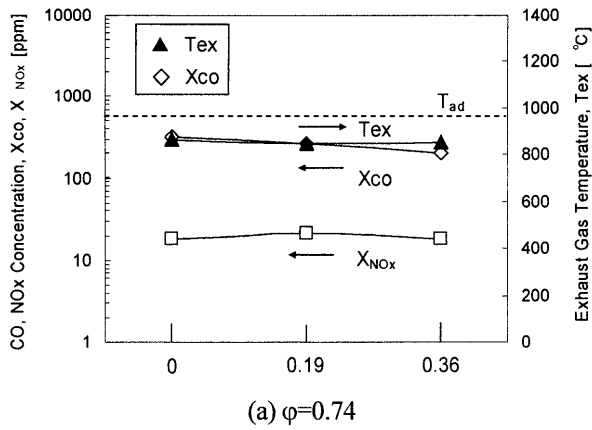 CO, NOx Concentration, Xco, X NOx [ppm]
10000
1000
100
10
1
Tex
Xco
Tad
Tex
Xco
XNOx
1400
1200
1000
800
600
400
200
0
Exhaust Gas Temperature, Tex [ °C]
0 0.19 0.36
(a) φ=0.74